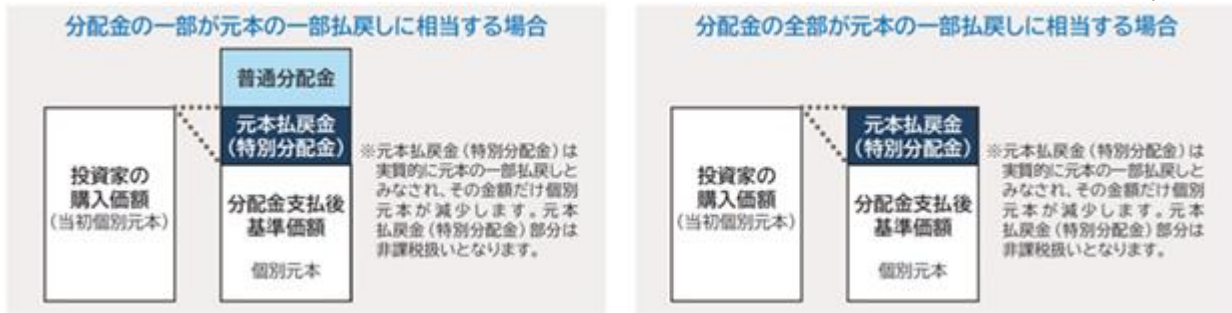 分配金の一部が元本の一部払戻しに相当する場合
普通分配金
元本払戻金
(特別分配金)
投資家の
購入価額
(当初個別元本)
分配金支払後
基準価額
個別元本
※元本払戻金(特別分配金)は
実質的に元本の一部払戻しと
みなされ、その金額だけ個別
元本が減少します。元本
払戻金(特別分配金)部分は
非課税扱いとなります。
分配金の全部が元本の一部払戻しに相当する場合
元本払戻金
(特別分配金)
投資家の
購入価額
(当初個別元本)
分配金支払後
基準価額
個別元本
※元本払戻金(特別分配金)は
実質的に元本の一部払戻しと
みなされ、その金額だけ個別
元本が減少します。元本
払戻金(特別分配金)部分は
非課税扱いとなります。